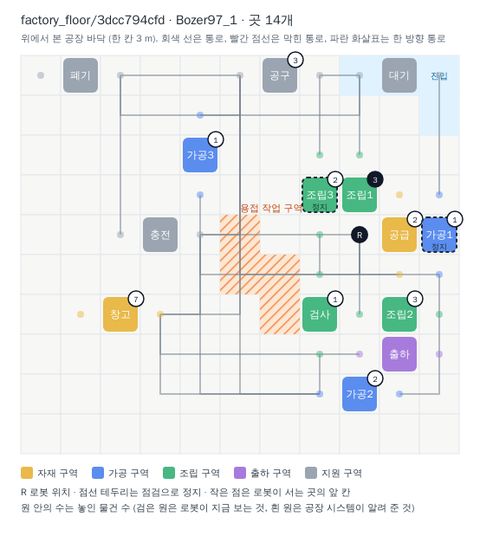 factory_floor/3dcc794cfd · Bozer97_1 · 곳 14개
위에서 본 공장 바닥 (한 칸 3 m). 회색 선은 통로, 빨간 점선은 막힌 통로, 파란 화살표는 한 방향 통로
폐기
공구
3
대기
진입
가공3
1
조립3
정지
2
조립1
3
용접 작업 구역
충전
R
공급
2
가공1
정지
1
창고
7
검사
1
조립2
3
출하
가공2
2
자재 구역
가공 구역
조립 구역
출하 구역
지원 구역
R 로봇 위치 · 점선 테두리는 점검으로 정지 · 작은 점은 로봇이 서는 곳의 앞 칸
원 안의 수는 놓인 물건 수 (검은 원은 로봇이 지금 보는 것, 흰 원은 공장 시스템이 알려 준 것)